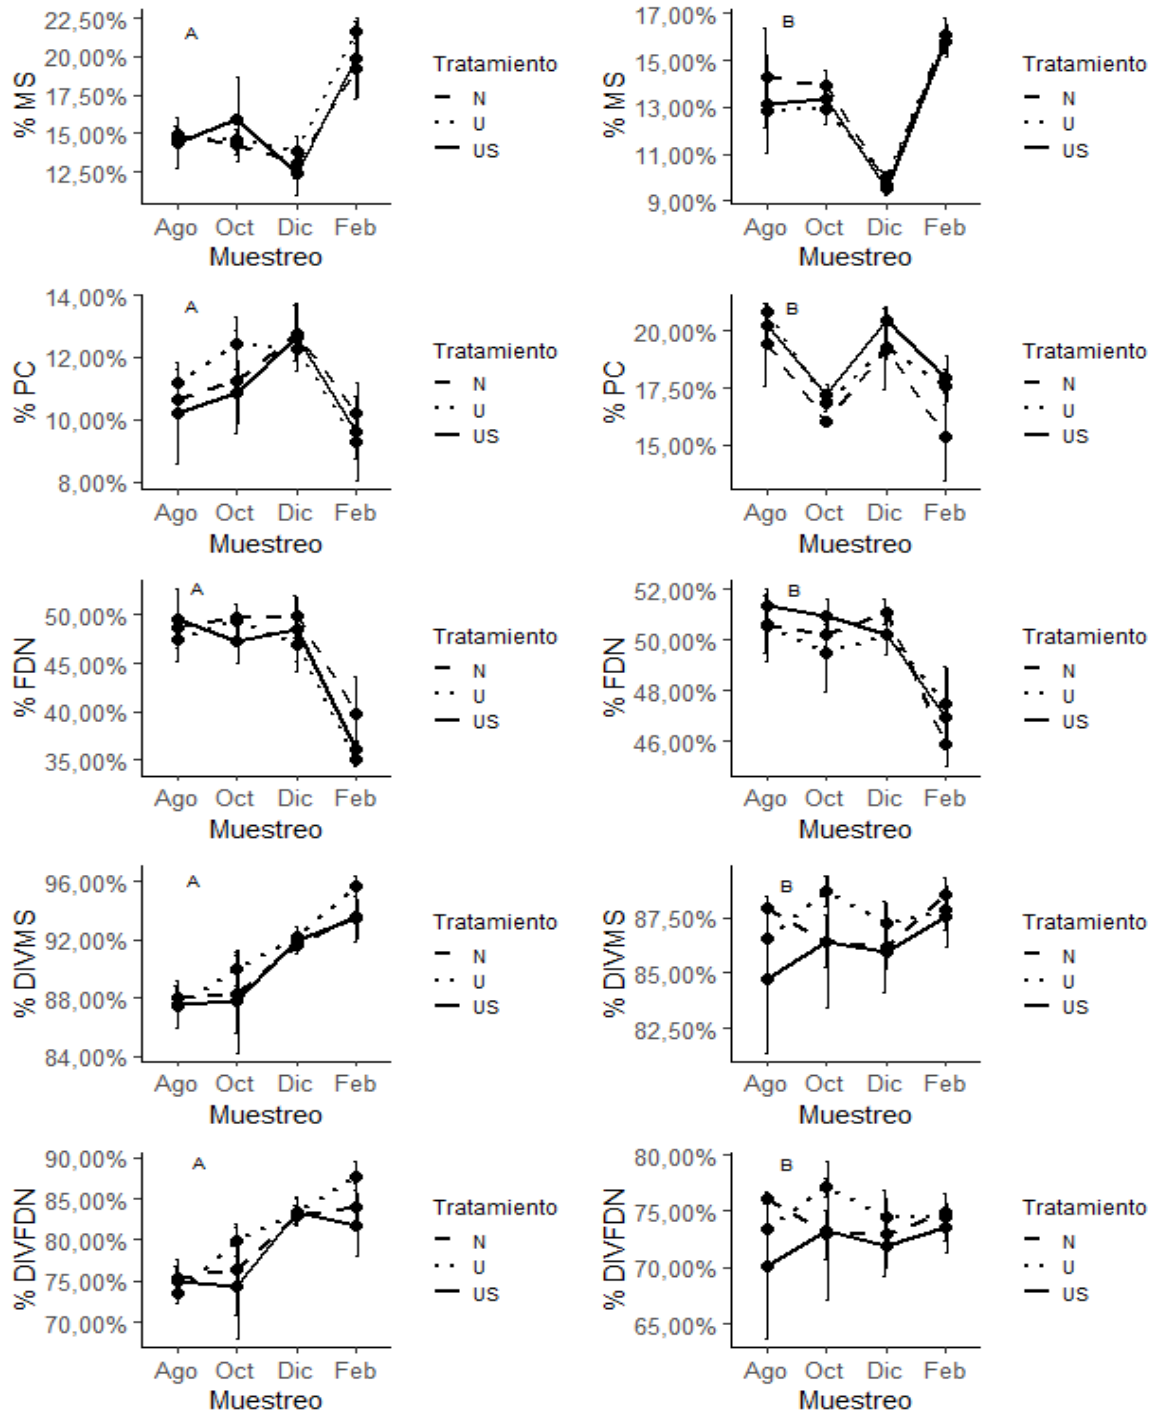 22,50%
20,00%
17,50%
15,00%
12,50%
% MS
A
Ago Oct Dic Feb
Muestreo
Tratamiento
N
U
US
17,00%
15,00%
13,00%
11,00%
9,00%
% MS
B
Ago Oct Dic Feb
Muestreo
Tratamiento
N
U
US
14,00%
12,00%
10,00%
8,00%
% PC
A
Ago Oct Dic Feb
Muestreo
Tratamiento
N
U
US
20,00%
17,50%
15,00%
% PC
B
Ago Oct Dic Feb
Muestreo
Tratamiento
N
U
US
50,00%
45,00%
40,00%
35,00%
% FDN
A
Ago Oct Dic Feb
Muestreo
Tratamiento
N
U
US
52,00%
50,00%
48,00%
46,00%
% FDN
B
Ago Oct Dic Feb
Muestreo
Tratamiento
N
U
US
96,00%
92,00%
88,00%
84,00%
% DIVMS
A
Ago Oct Dic Feb
Muestreo
Tratamiento
N
U
US
87,50%
85,00%
82,50%
% DIVMS
B
Ago Oct Dic Feb
Muestreo
Tratamiento
N
U
US
90,00%
85,00%
80,00%
75,00%
70,00%
% DIVFDN
A
Ago Oct Dic Feb
Muestreo
Tratamiento
N
U
US
80,00%
75,00%
70,00%
65,00%
% DIVFDN
B
Ago Oct Dic Feb
Muestreo
Tratamiento
N
U
US